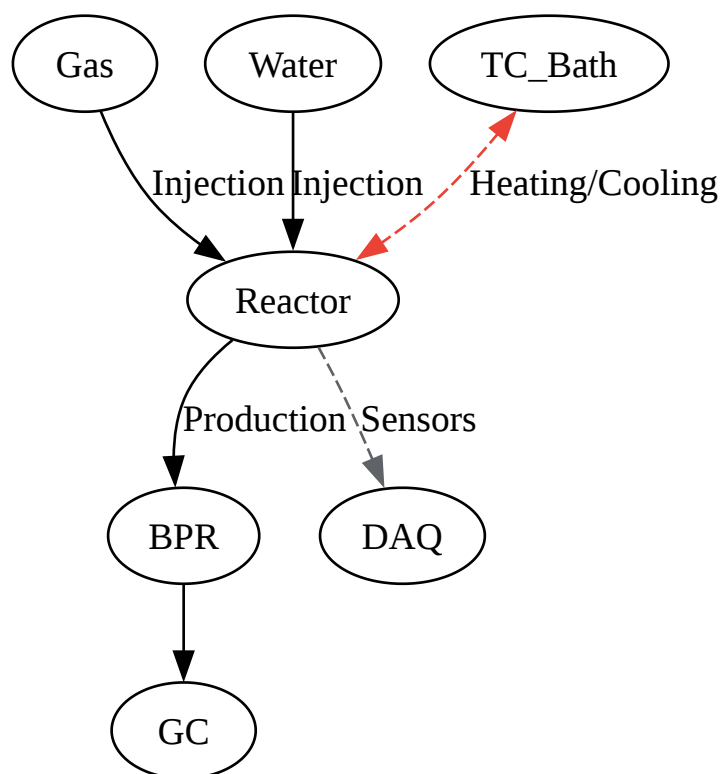 Gas
Water
TC_Bath
Injection
Injection
Heating/Cooling
Reactor
Production
Sensors
BPR
DAQ
GC